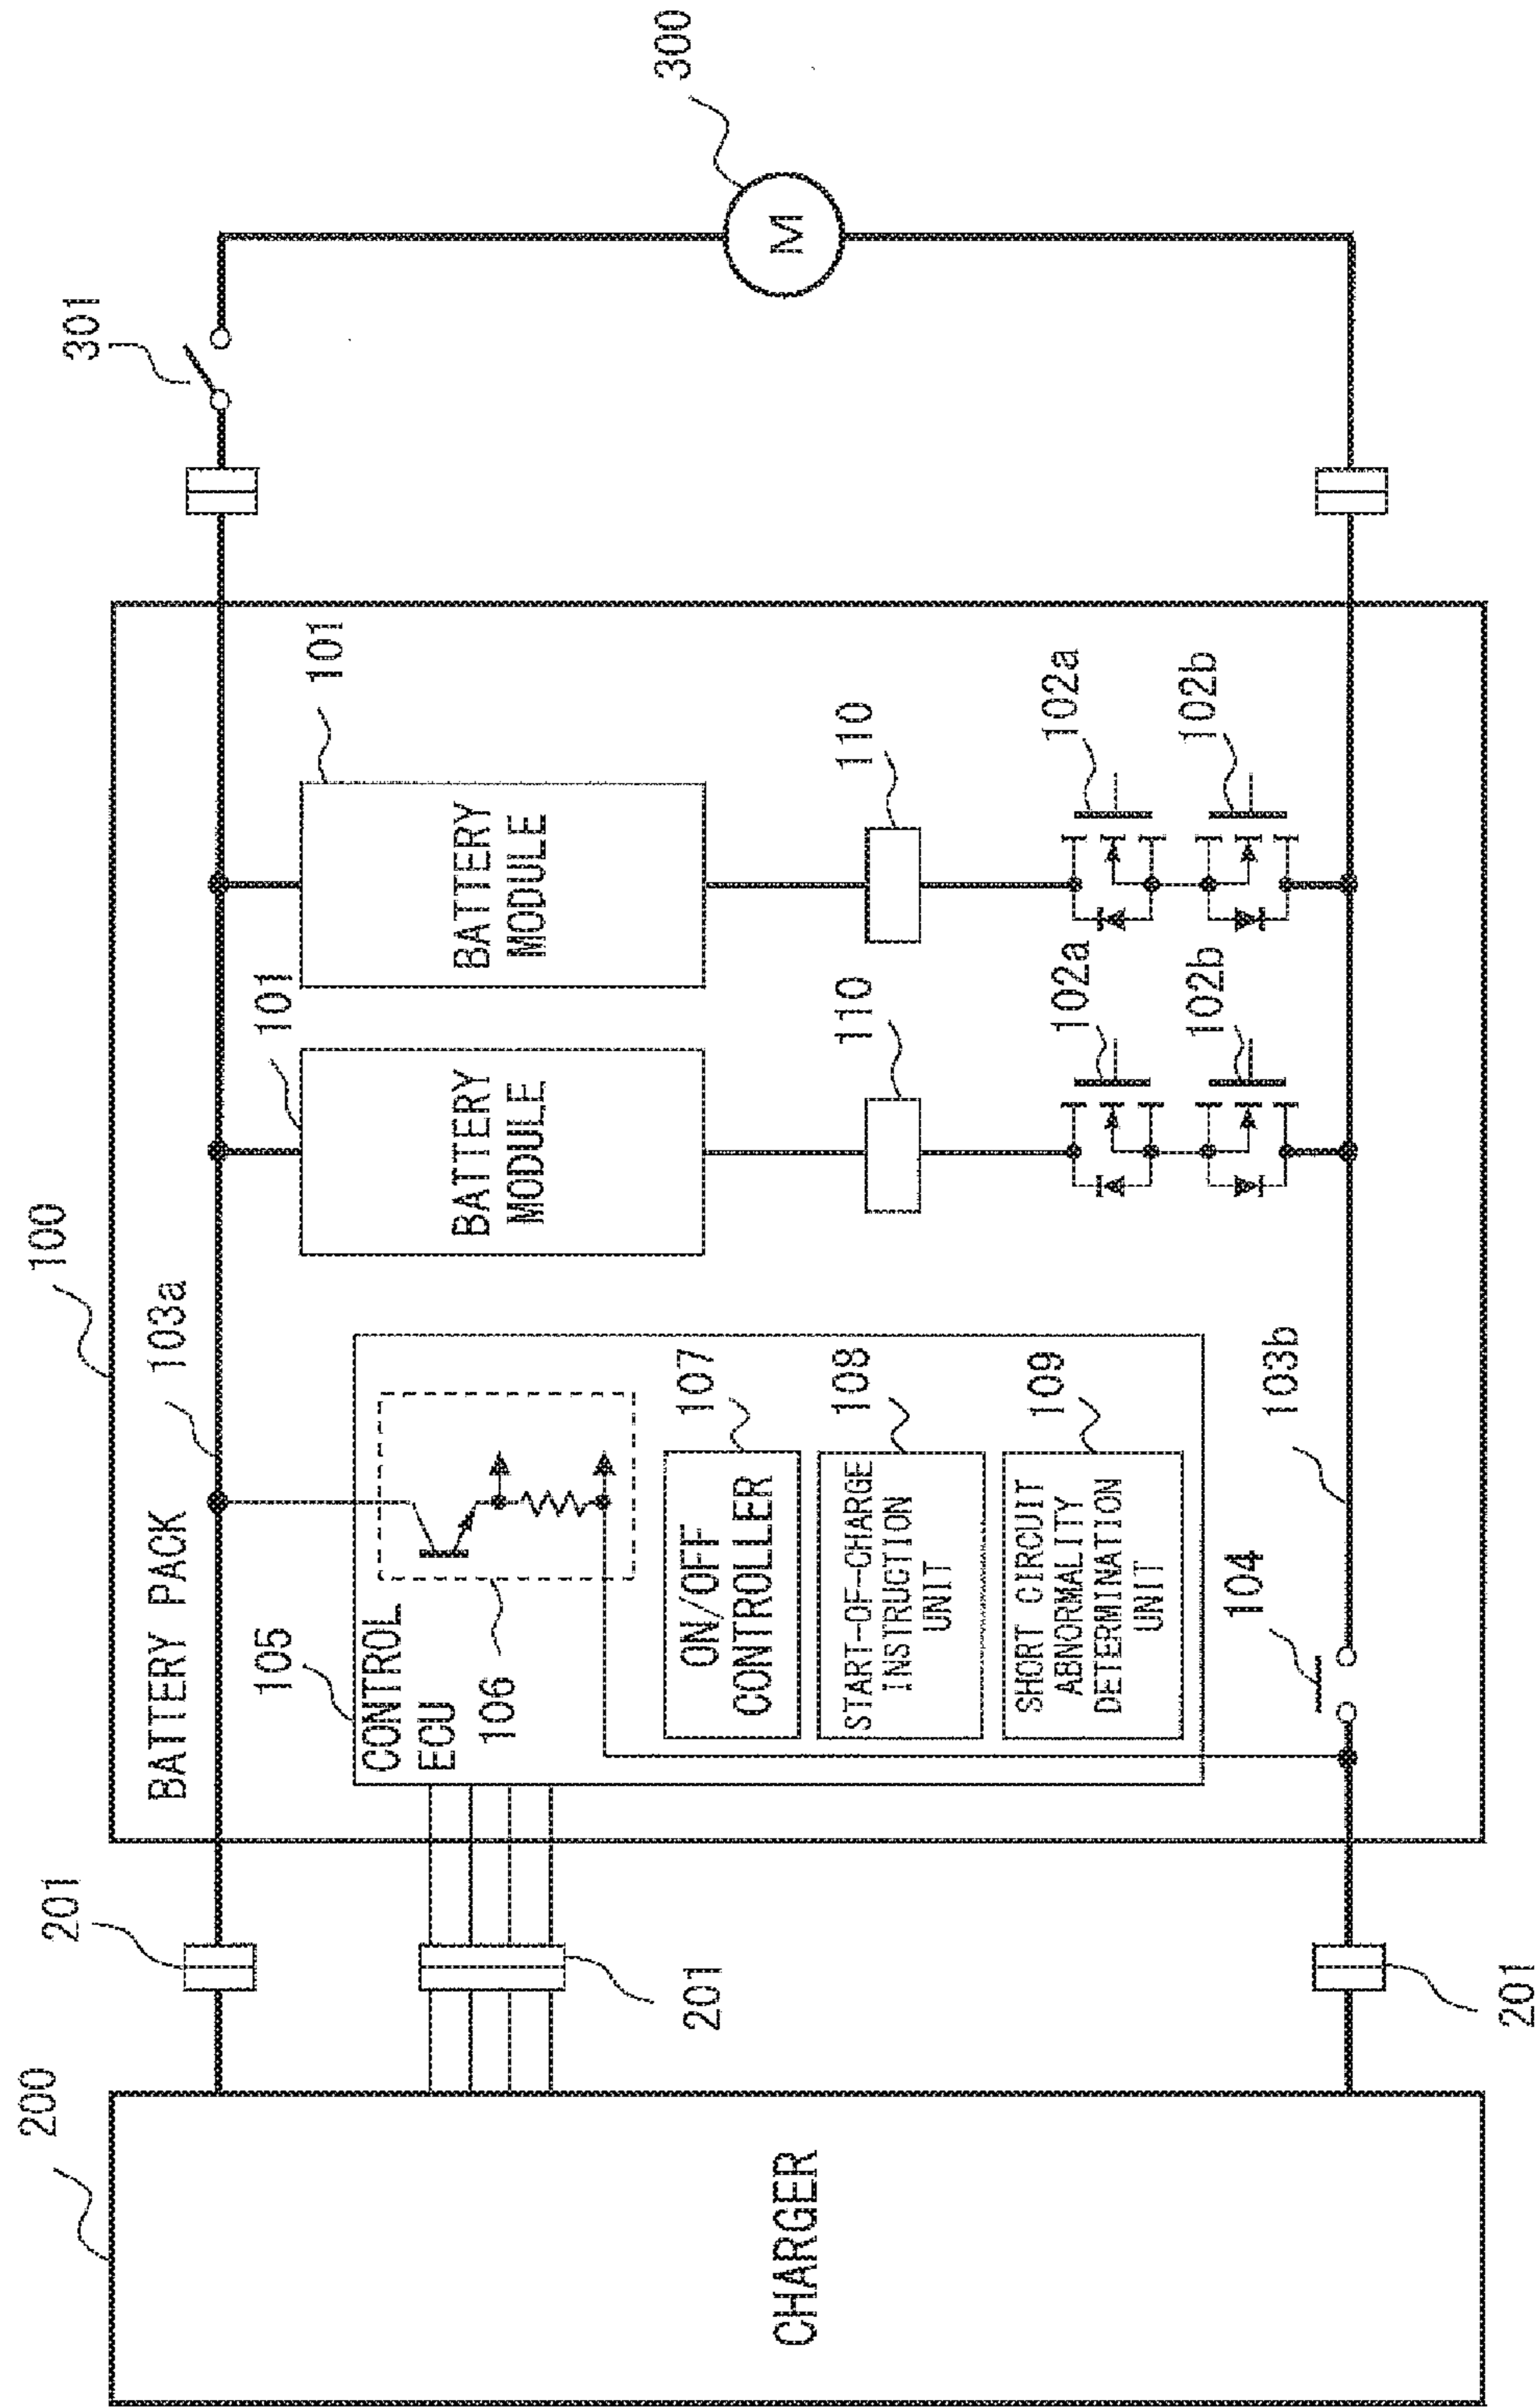 200
CHARGER
201
201
201
100
BATTERY PACK
103a
105
CONTROL
ECU
106
ON/OFF
CONTROLLER
107
START-OF-CHARGE
INSTRUCTION
UNIT
108
SHORT CIRCUIT
ABNORMALITY
DETERMINATION
UNIT
109
104
103b
101
BATTERY
MODULE
110
102a
102b
101
BATTERY
MODULE
110
102a
102b
301
300
M